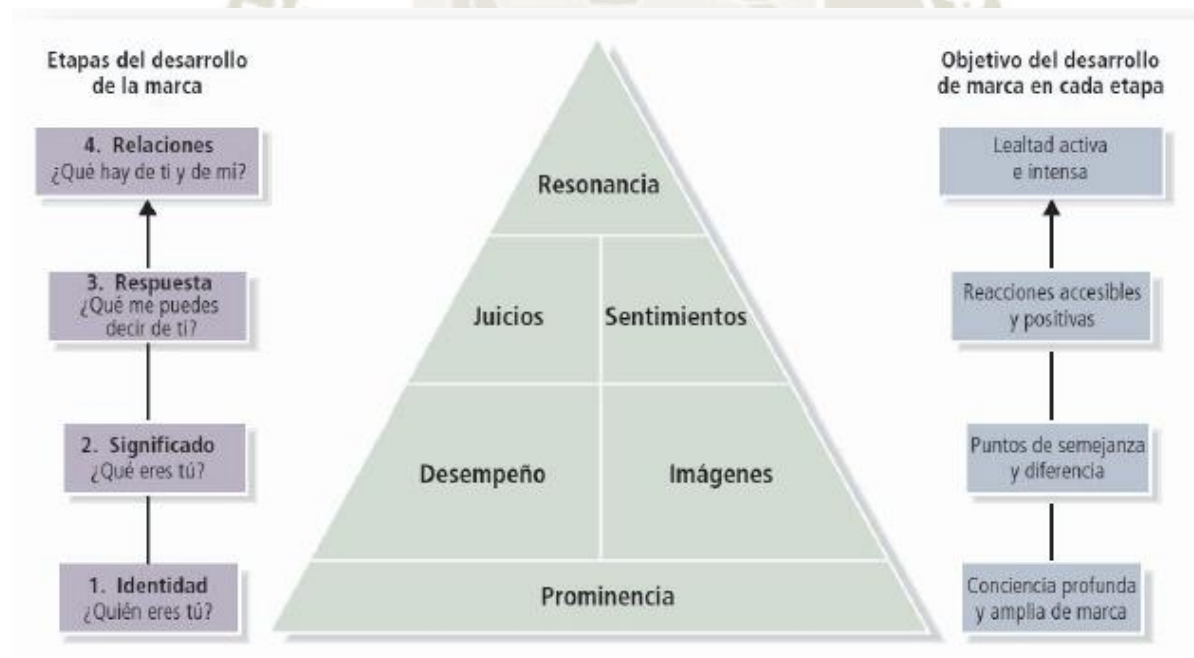 Etapas del desarrollo
de la marca
4. Relaciones
¿Qué hay de ti y de mí?
3. Respuesta
¿Qué me puedes
decir de ti?
2. Significado
¿Qué eres tú?
1. Identidad
¿Quién eres tú?
Resonancia
Juicios
Sentimientos
Desempeño
Imágenes
Prominencia
Objetivo del desarrollo
de marca en cada etapa
Lealtad activa
e intensa
Reacciones accesibles
y positivas
Puntos de semejanza
y diferencia
Conciencia profunda
y amplia de marca